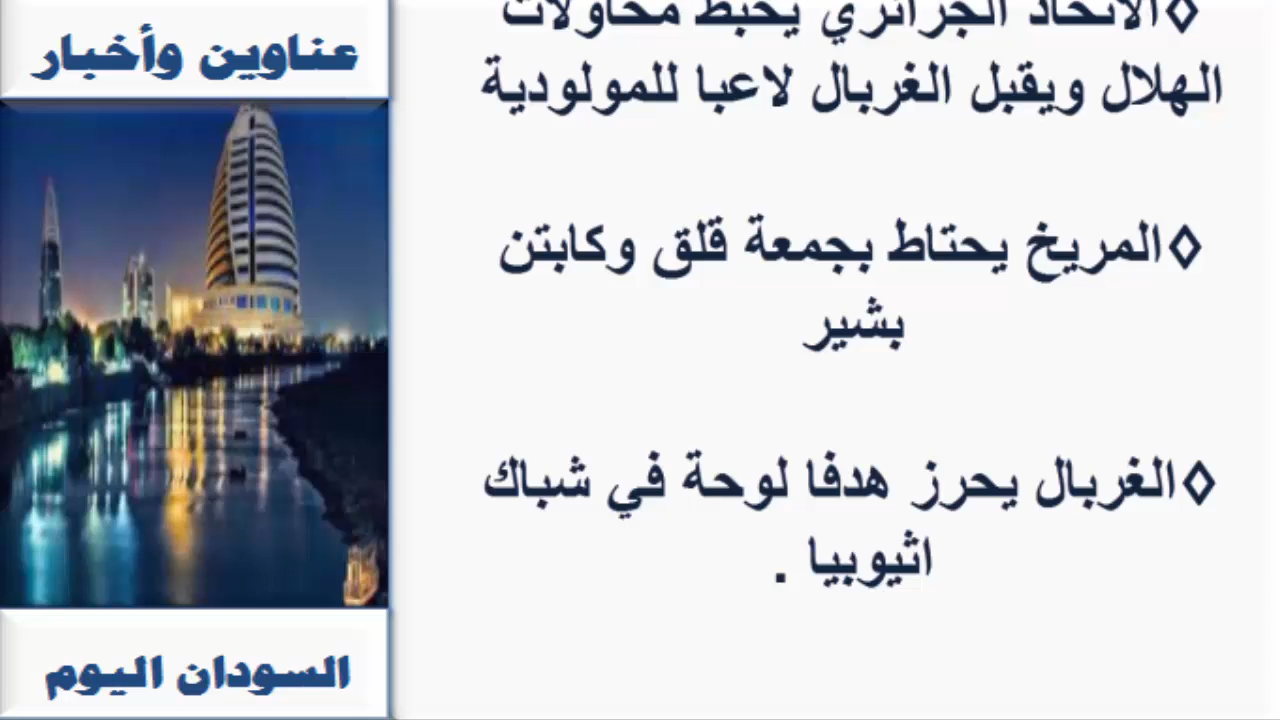 عناوين وأخبار
◊الاتحاد الجزائري يحبط محاولات
الهلال ويقبل الغربال لاعبا للمولودية
◊المريخ يحتاط بجمعة قلق وكابتن
بشير
◊الغربال يحرز هدفا لوحة في شباك
اثيوبيا .
السودان اليوم